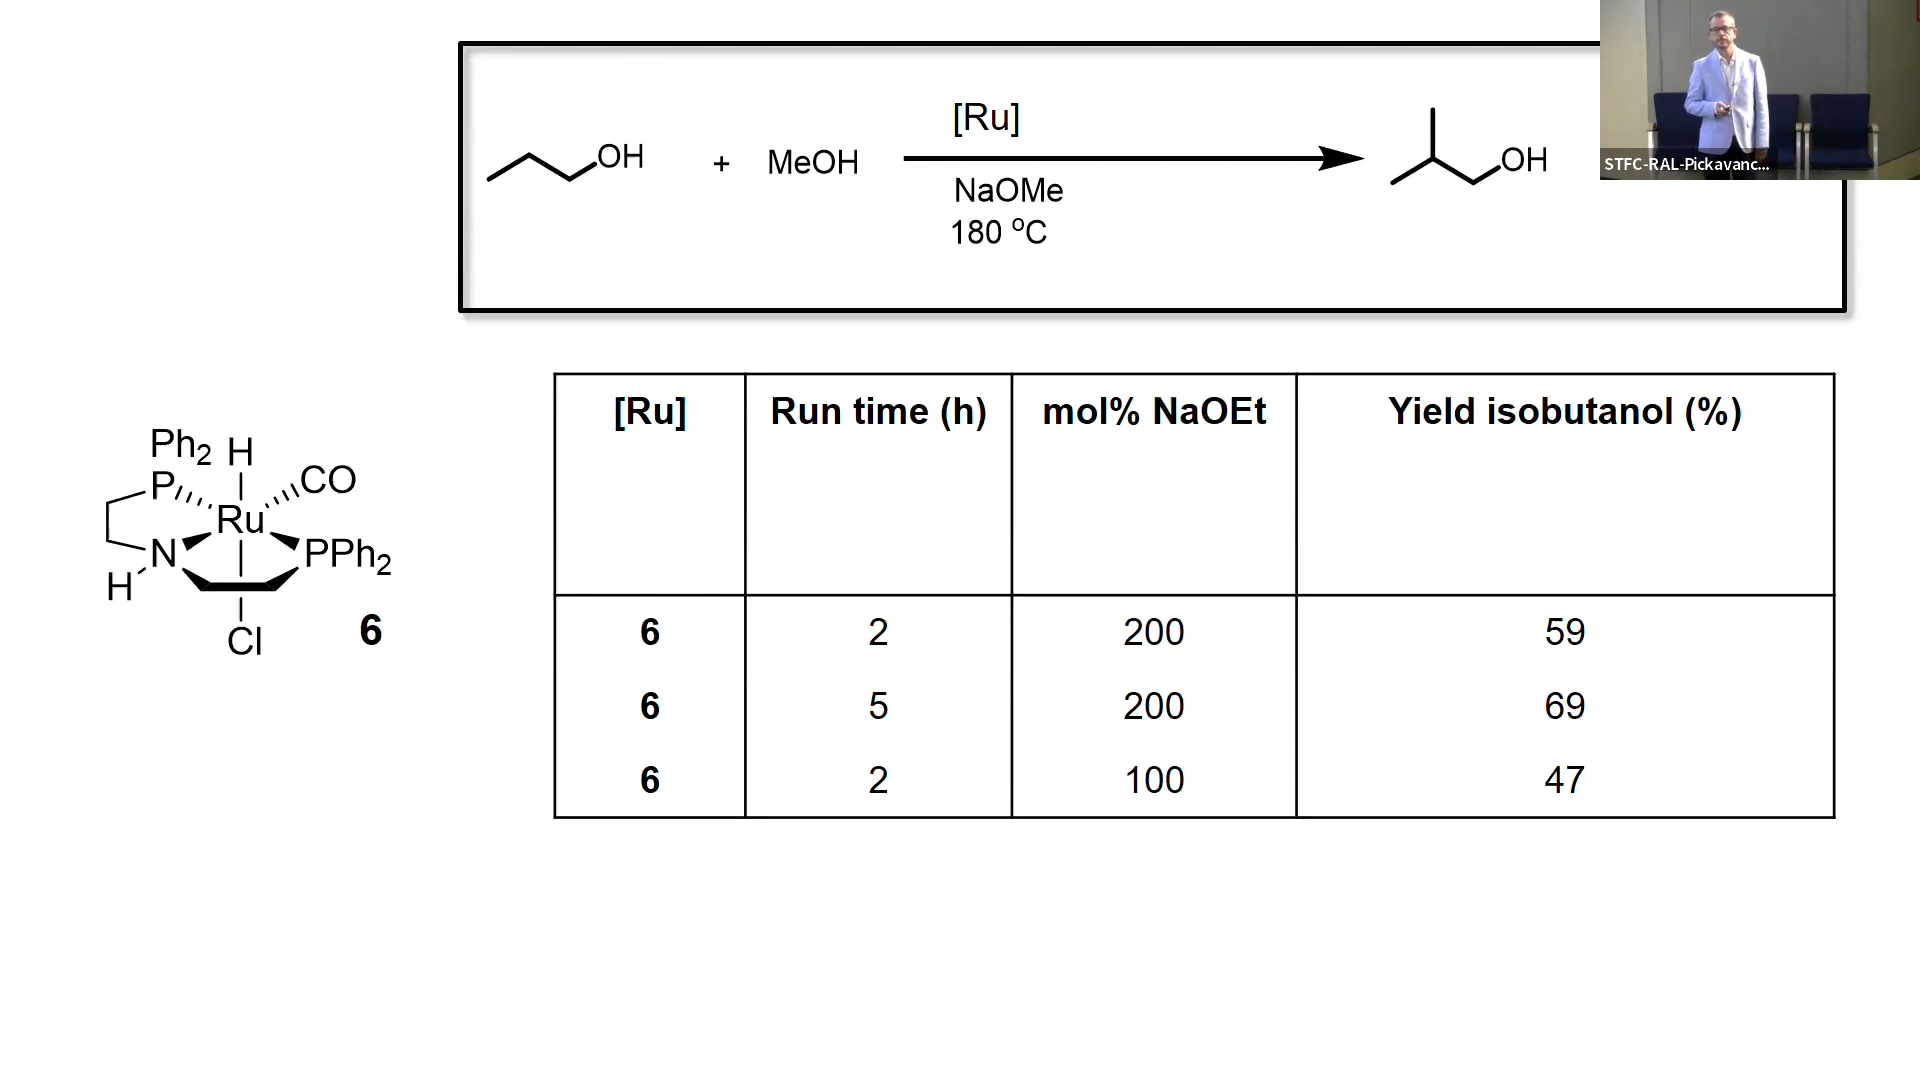 OH
+
MeOH
[Ru]
NaOMe
180 °C
OH
STFC-RAL-Pickavanc...
Ph2
H
P
CO
Ru
N
PPh2
H
Cl
6
[Ru] Run time (h) mol% NaOEt Yield isobutanol (%)
6 2 200 59
6 5 200 69
6 2 100 47